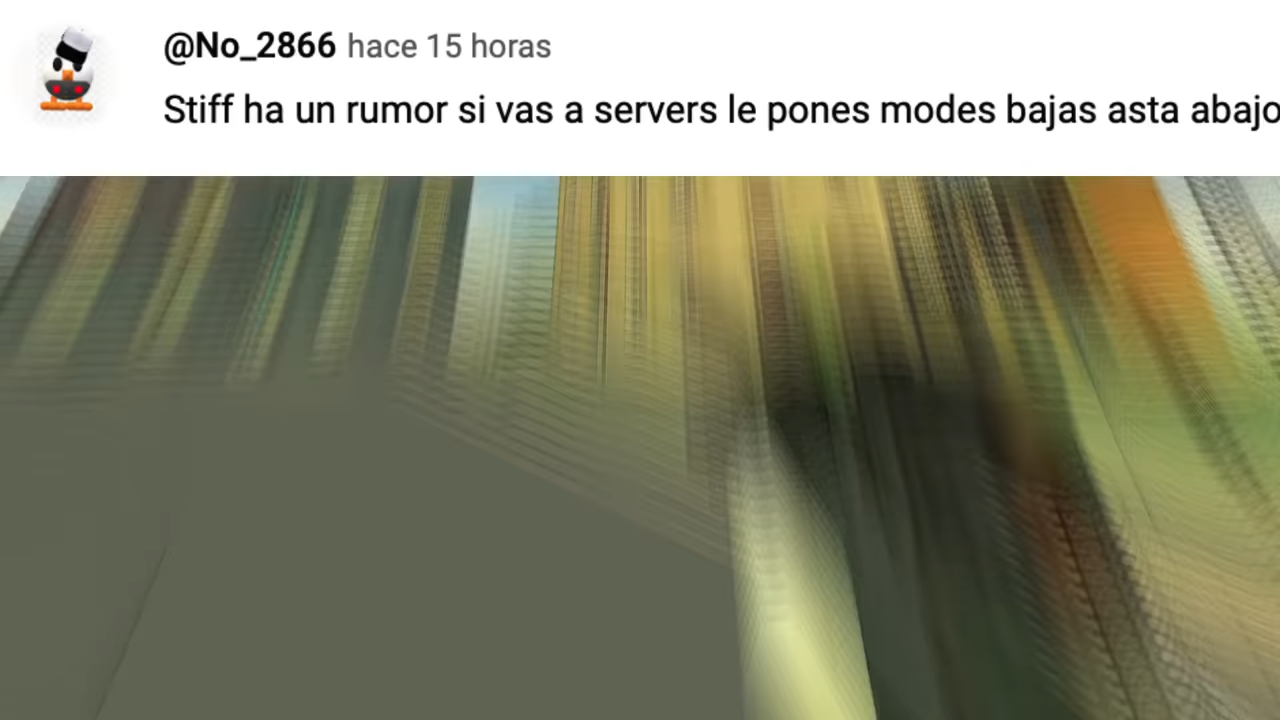 @No_2866 hace 15 horas
Stiff ha un rumor si vas a servers le pones modes bajas asta abajo